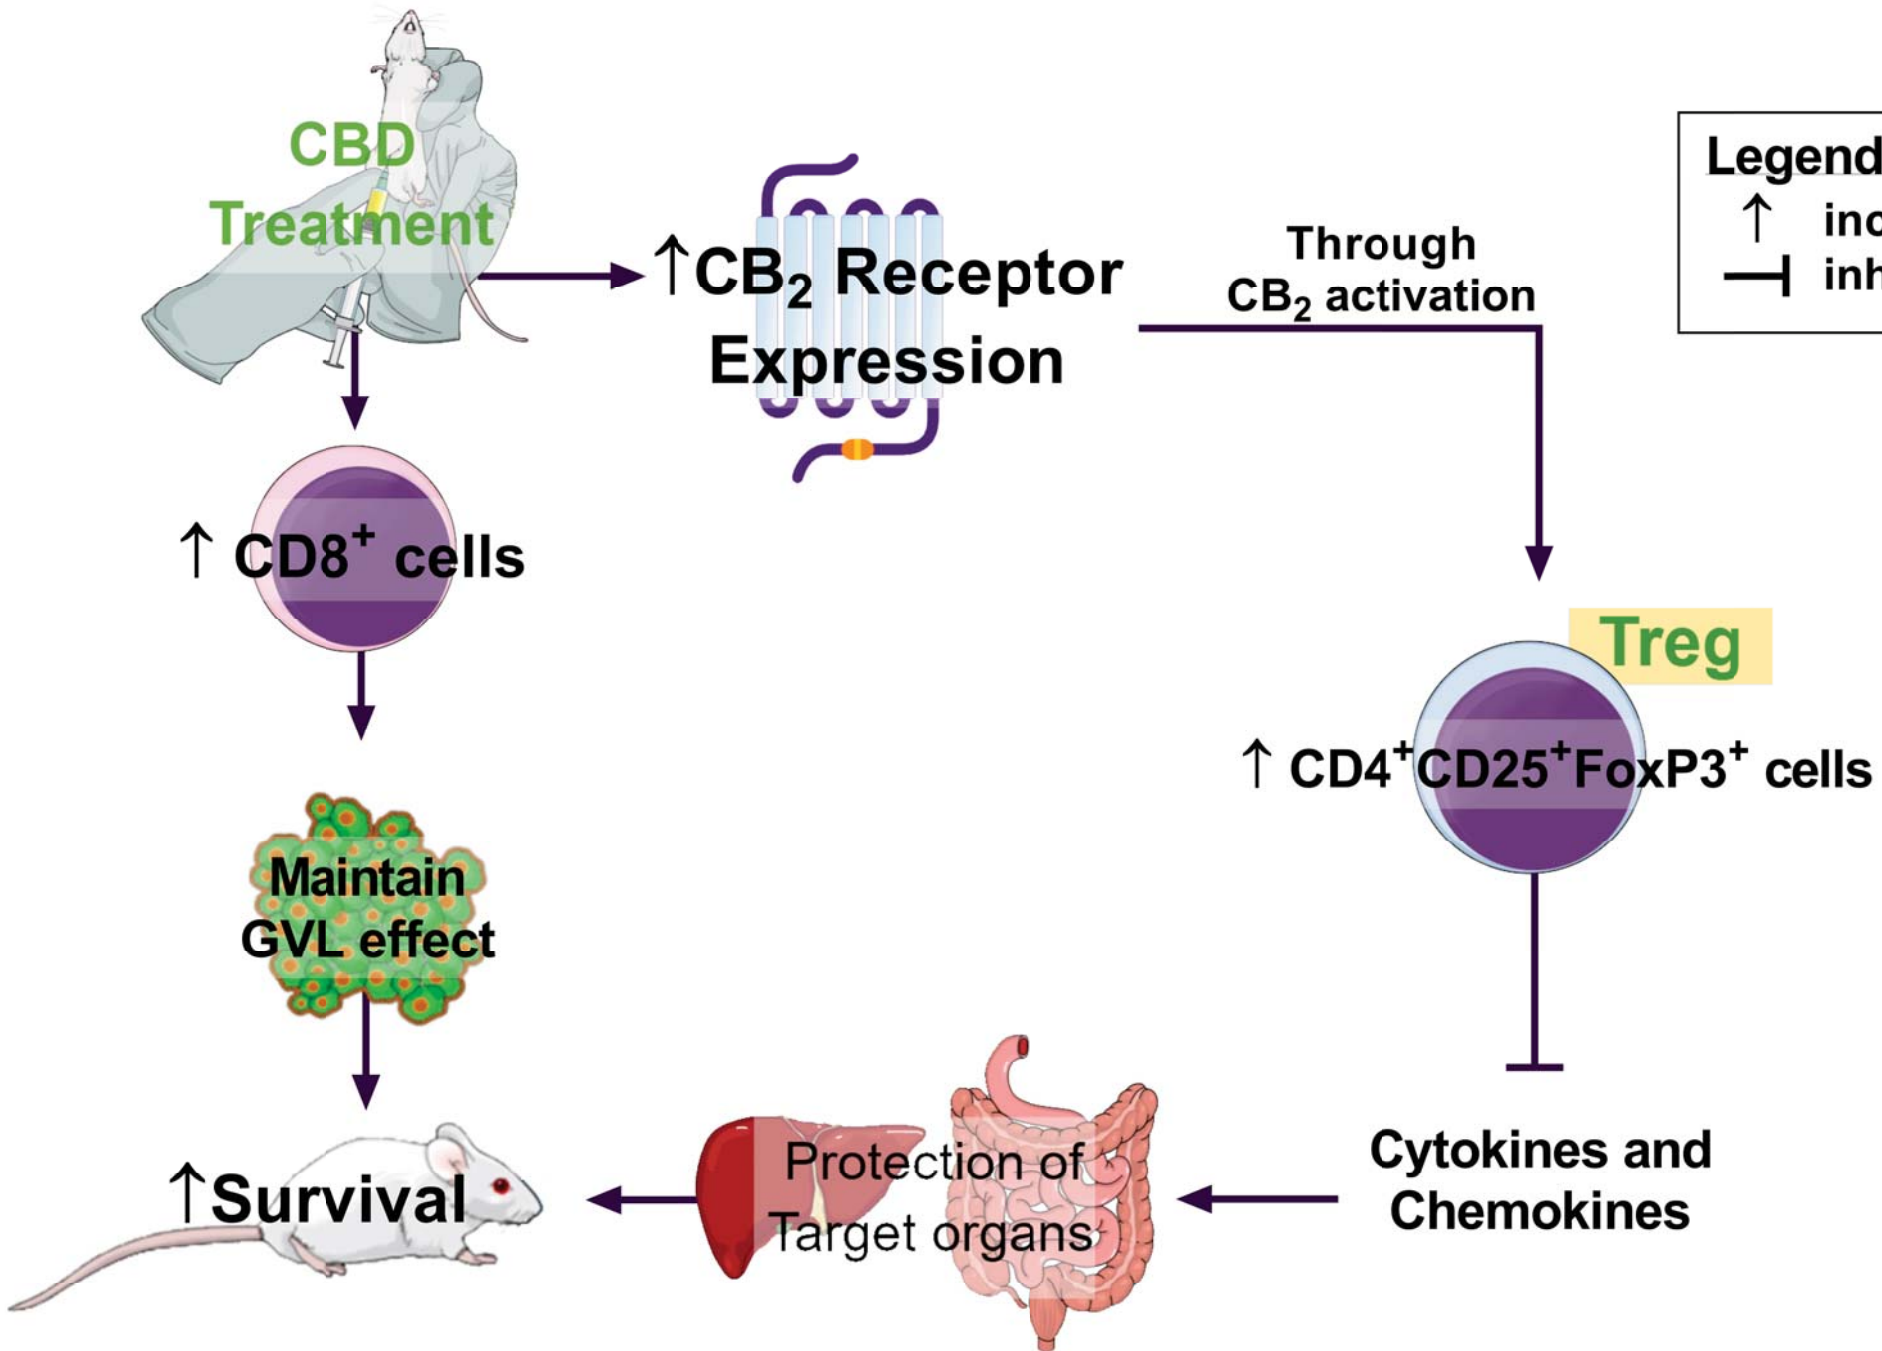 CBD
Treatment
↑CB₂ Receptor
Expression
Through
CB₂ activation
Legend
↑
⊣
↑ CD8⁺ cells
Treg
↑ CD4⁺CD25⁺FoxP3⁺ cells
Maintain
GVL effect
Cytokines and
Chemokines
Protection of
Target organs
↑Survival